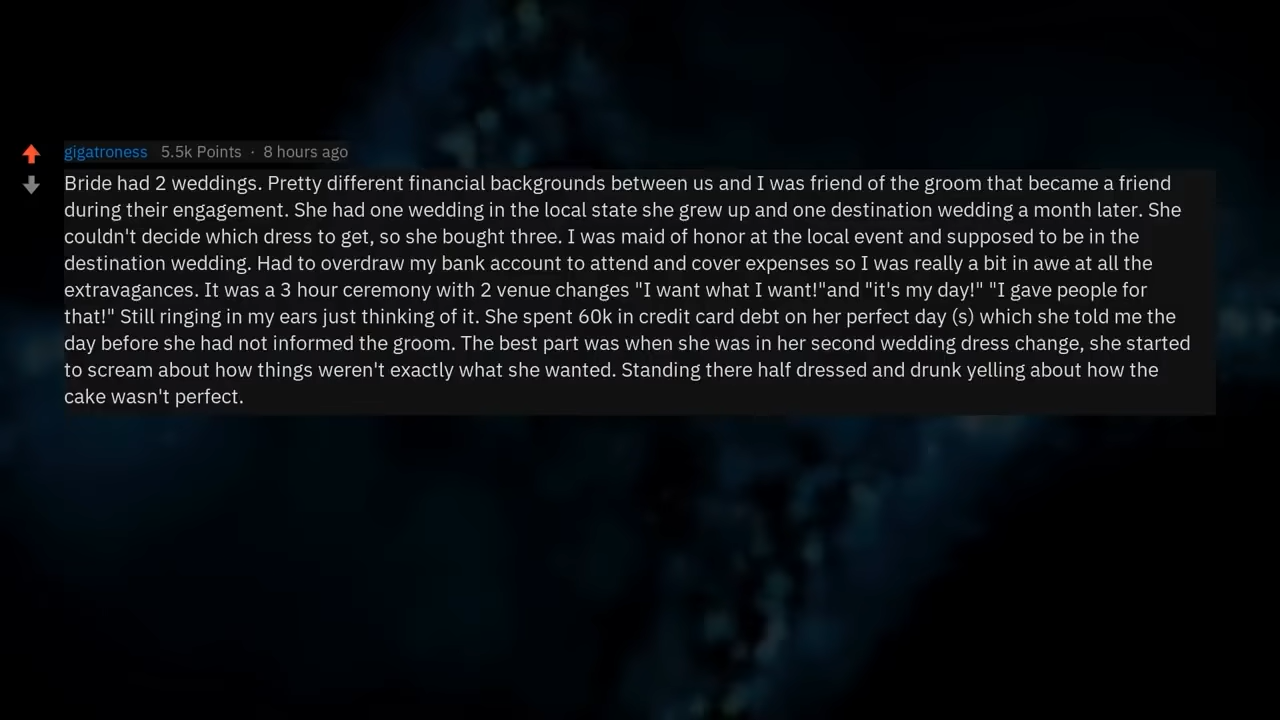 gigatroness 5.5k Points · 8 hours ago
Bride had 2 weddings. Pretty different financial backgrounds between us and I was friend of the groom that became a friend
during their engagement. She had one wedding in the local state she grew up and one destination wedding a month later. She
couldn't decide which dress to get, so she bought three. I was maid of honor at the local event and supposed to be in the
destination wedding. Had to overdraw my bank account to attend and cover expenses so I was really a bit in awe at all the
extravagances. It was a 3 hour ceremony with 2 venue changes "I want what I want!"and "it's my day!" "I gave people for
that!" Still ringing in my ears just thinking of it. She spent 60k in credit card debt on her perfect day (s) which she told me the
day before she had not informed the groom. The best part was when she was in her second wedding dress change, she started
to scream about how things weren't exactly what she wanted. Standing there half dressed and drunk yelling about how the
cake wasn't perfect.